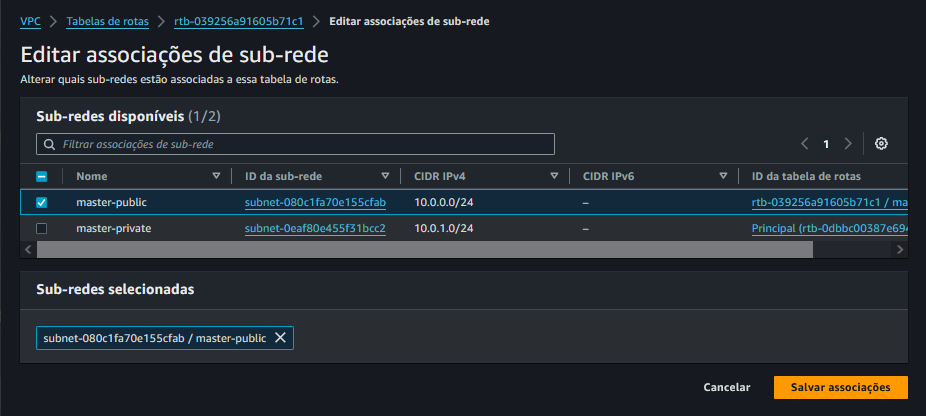 VPC > Tabelas de rotas > rtb-039256a91605b71c1 > Editar associações de sub-rede
Editar associações de sub-rede
Alterar quais sub-redes estão associadas a essa tabela de rotas.
Sub-redes disponíveis (1/2)
Filtrar associações de sub-rede
1
Nome ID da sub-rede CIDR IPv4 CIDR IPv6 ID da tabela de rotas
master-public subnet-080c1fa70e155cfab 10.0.0.0/24 – rtb-039256a91605b71c1 / ma
master-private subnet-0eaf80e455f31bcc2 10.0.1.0/24 – Principal (rtb-0dbbc00387e694
Sub-redes selecionadas
subnet-080c1fa70e155cfab / master-public
Cancelar Salvar associações